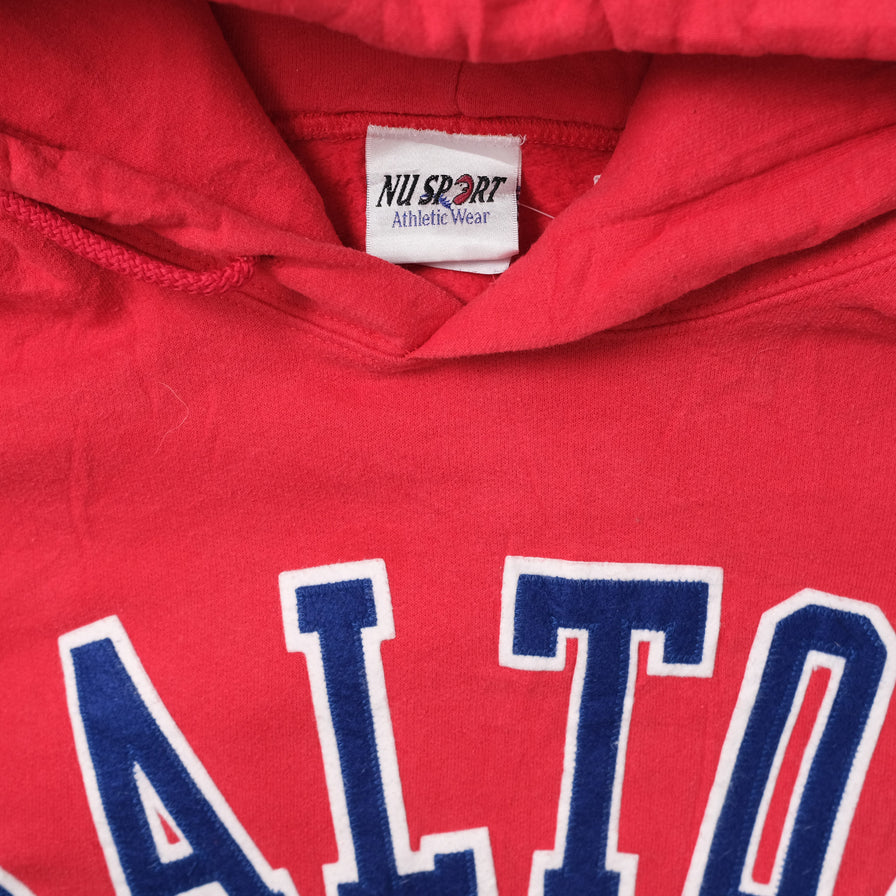 NU SPORT
Athletic Wear
ALTO